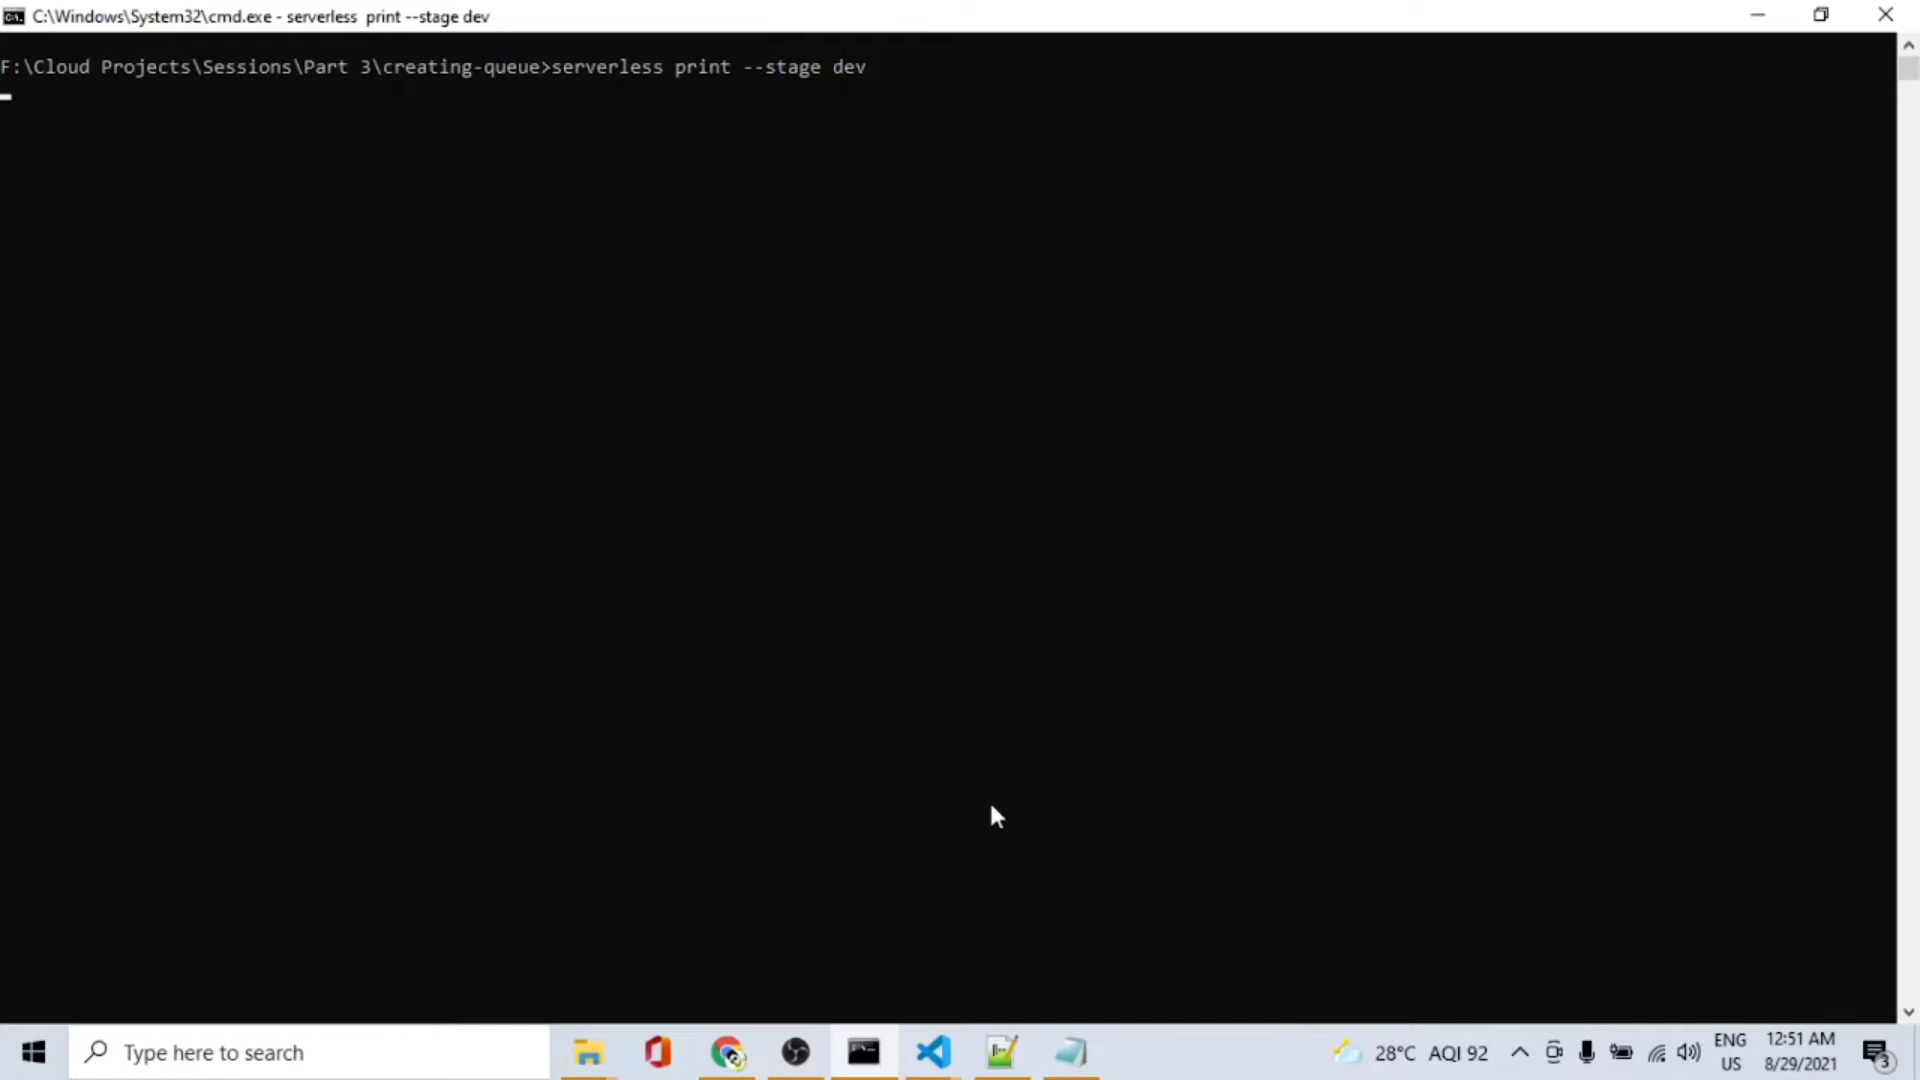 C:\Windows\System32\cmd.exe - serverless  print --stage dev
F:\Cloud Projects\Sessions\Part 3\creating-queue>serverless print --stage dev
Type here to search
28°C AQI 92
ENG
US
12:51 AM
8/29/2021
3